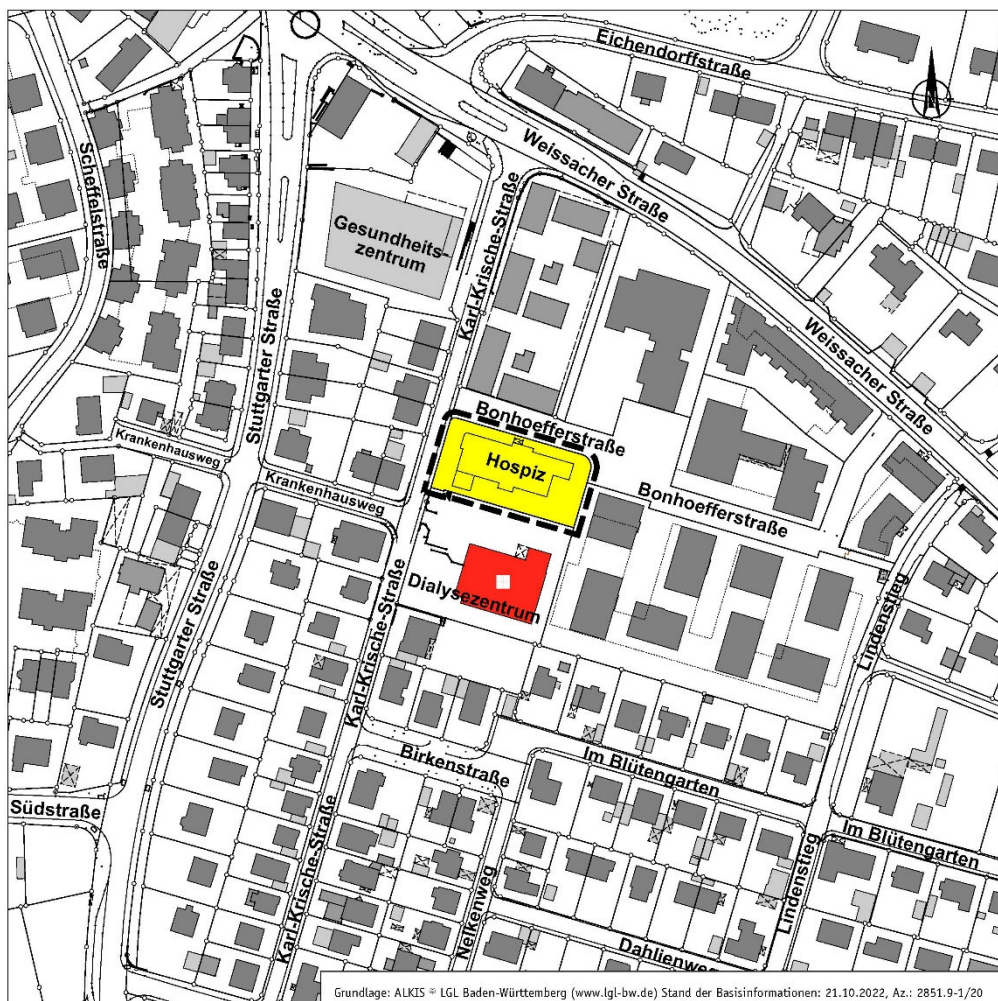 Eichendorffstraße
Weissacher Straße
Scheffelstraße
Gesundheits-
zentrum
Karl-Krische-Straße
Stuttgarter Straße
Weissacher Straße
Bonhoefferstraße
Krankenhausweg
Hospiz
Krankenhausweg
Bonhoefferstraße
Dialysezentrum
Lindenstieg
Stuttgarter Straße
Karl-Krische-Straße
Birkenstraße
Im Blütengarten
Südstraße
Im Blütengarten
Karl-Krische-Straße
Nelkenweg
Lindenstieg
Dahlienweg
Grundlage: ALKIS © LGL Baden-Württemberg (www.lgl-bw.de) Stand der Basisinformationen: 21.10.2022, Az.: 2851.9-1/20